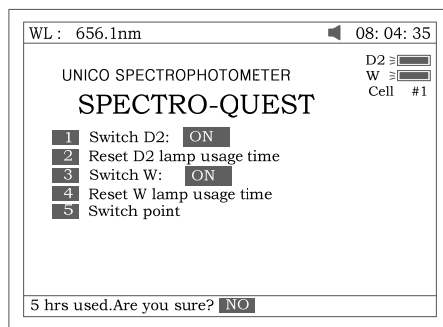 WL: 656.1nm 08: 04: 35
D2
W
Cell #1
UNICO SPECTROPHOTOMETER
SPECTRO-QUEST
1 Switch D2: ON
2 Reset D2 lamp usage time
3 Switch W: ON
4 Reset W lamp usage time
5 Switch point
5 hrs used.Are you sure? NO